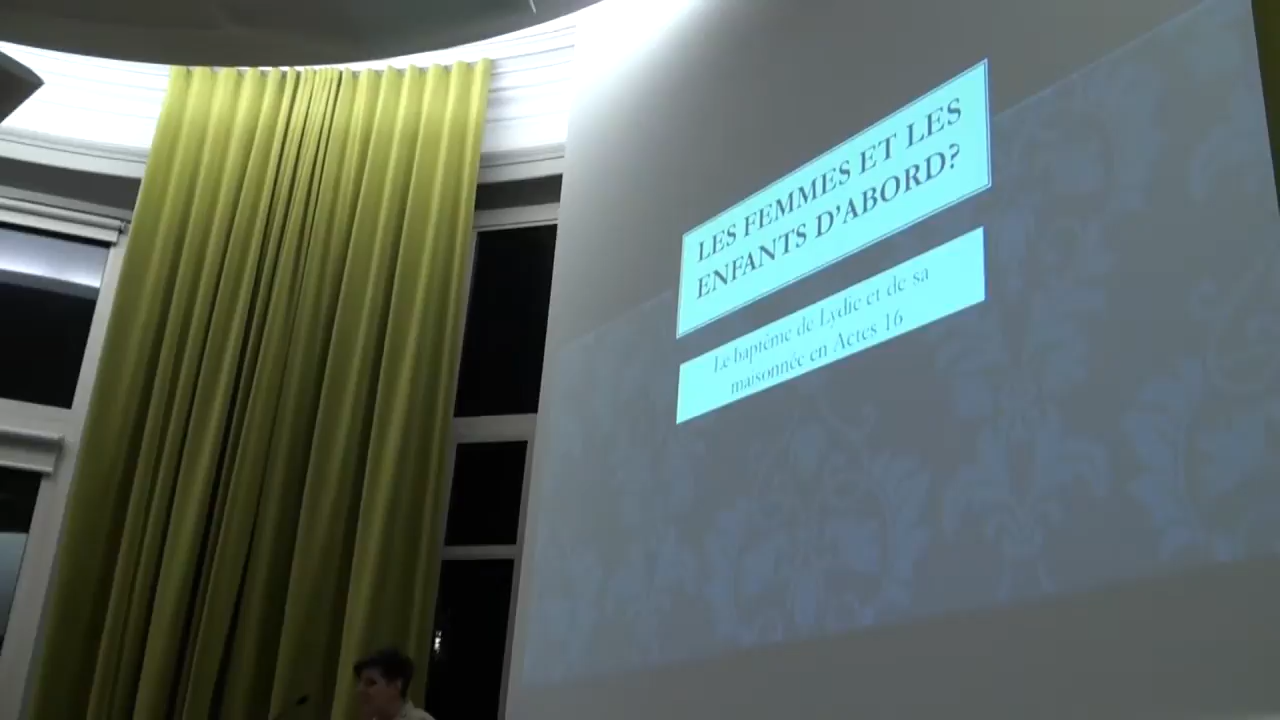 LES FEMMES ET LES
ENFANTS D'ABORD?
Le baptême de Lydie et de sa
maisonnée en Actes 16